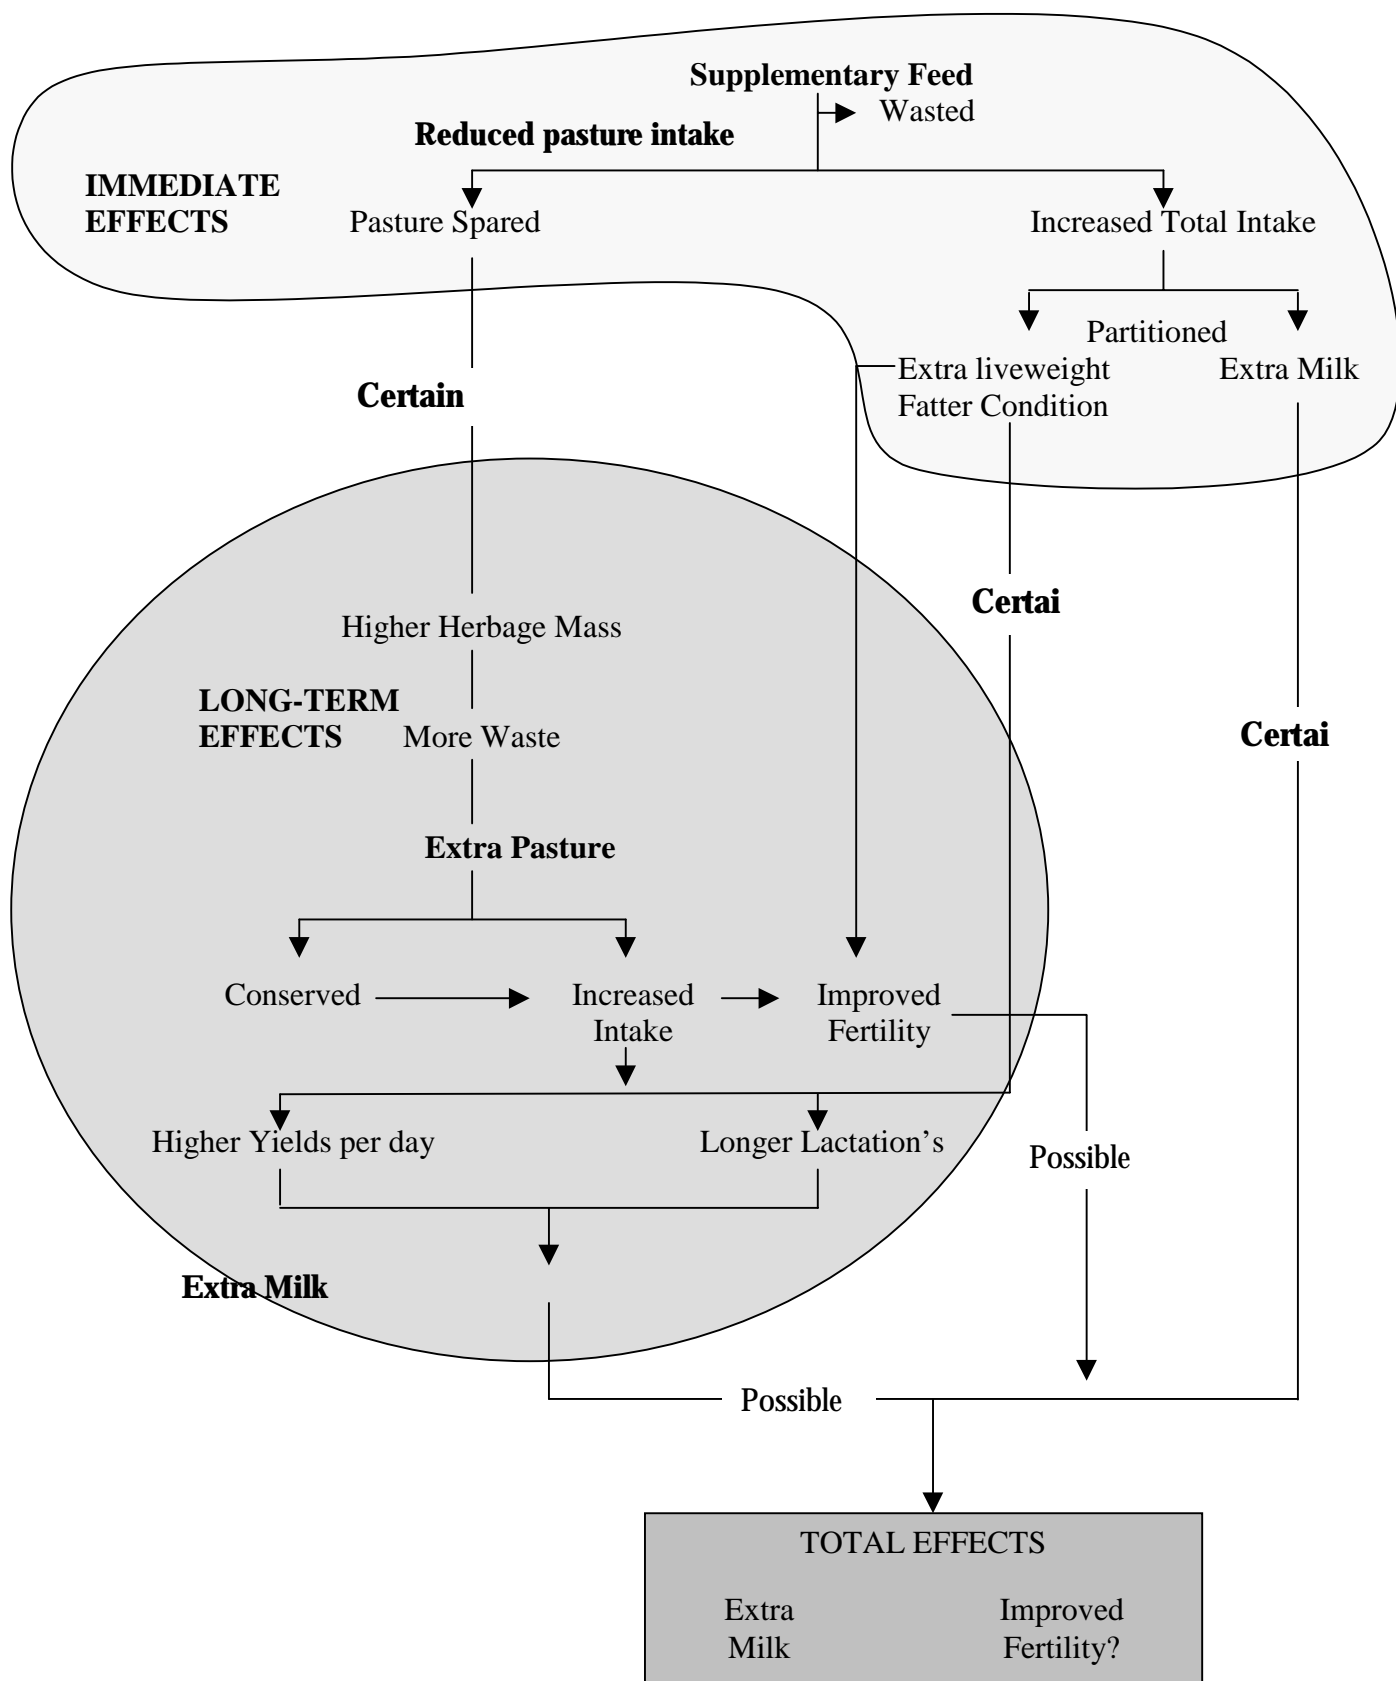 Supplementary Feed
Wasted
Reduced pasture intake
IMMEDIATE
EFFECTS
Pasture Spared
Increased Total Intake
Partitioned
Extra liveweight
Fatter Condition
Extra Milk
Certain
Certai
Higher Herbage Mass
LONG-TERM
EFFECTS
More Waste
Certai
Extra Pasture
Conserved
Increased
Intake
Improved
Fertility
Higher Yields per day
Longer Lactation’s
Possible
Extra Milk
Possible
TOTAL EFFECTS
Extra
Milk
Improved
Fertility?